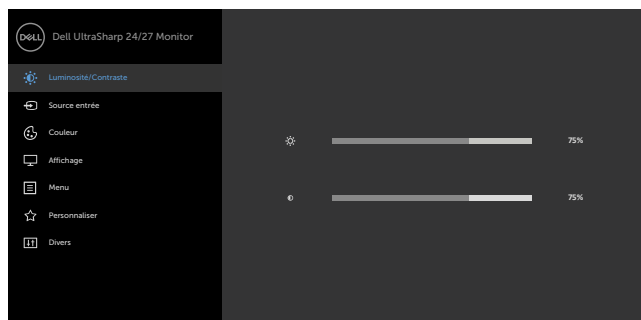 DELL
Dell UltraSharp 24/27 Monitor
Luminosité/Contraste
Source entrée
Couleur
Affichage
Menu
Personnaliser
Divers
75%
75%